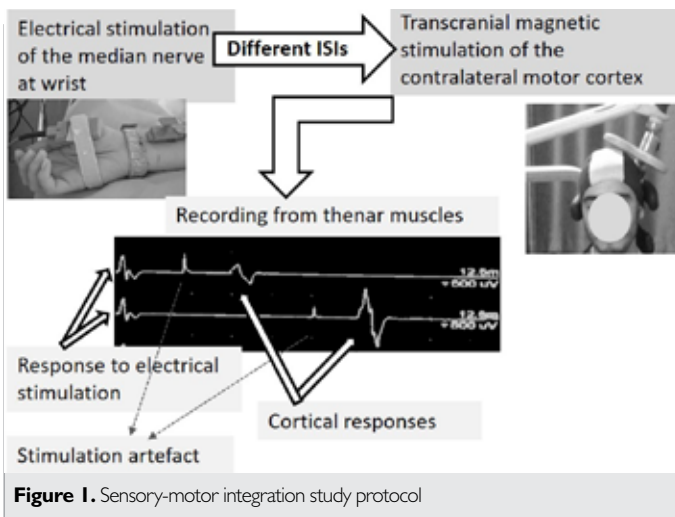 Electrical stimulation
of the median nerve
at wrist
Different ISIs
Transcranial magnetic
stimulation of the
contralateral motor cortex
Recording from thenar muscles
12.5m
500 uV
500 uV
Response to electrical
stimulation
Cortical responses
Stimulation artefact
Figure 1. Sensory-motor integration study protocol